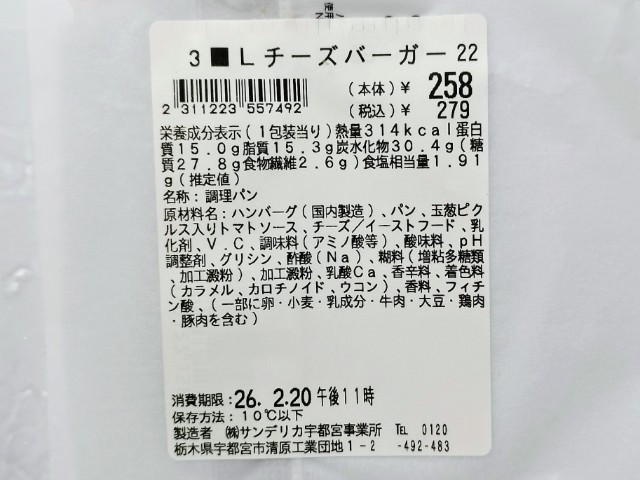 使用
3■Lチーズバーガー22
(本体)¥ 258
2 311223 557492
(税込)¥ 279
栄養成分表示(1包装当り)熱量314kcal蛋白
質15.0g脂質15.3g炭水化物30.4g(糖
質27.8g食物繊維2.6g)食塩相当量1.91
g(推定値)
名称:調理パン
原材料名:ハンバーグ(国内製造)、パン、玉葱ピク
ルス入りトマトソース、チーズ/イーストフード、乳
化剤、V.C、調味料(アミノ酸等)、酸味料、pH
調整剤、グリシン、酢酸(Na)、糊料(増粘多糖類
、加工澱粉)、加工澱粉、乳酸Ca、香辛料、着色料
(カラメル、カロチノイド、ウコン)、香料、フィチ
ン酸、(一部に卵・小麦・乳成分・牛肉・大豆・鶏肉
・豚肉を含む)
消費期限:26. 2.20午後11時
保存方法:10℃以下
製造者 ㈱サンデリカ宇都宮事業所 TEL 0120
栃木県宇都宮市清原工業団地1-2 -492-483